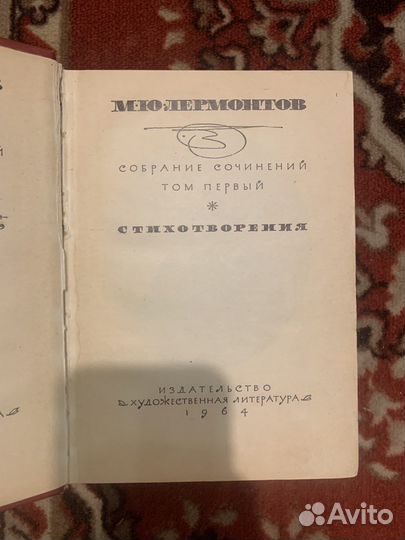 М·Ю·ЛЕРМОНТОВ
СОБРАНИЕ СОЧИНЕНИЙ
ТОМ ПЕРВЫЙ
*
СТИХОТВОРЕНИЯ
ИЗДАТЕЛЬСТВО
ХУДОЖЕСТВЕННАЯ ЛИТЕРАТУРА
1964
Avito